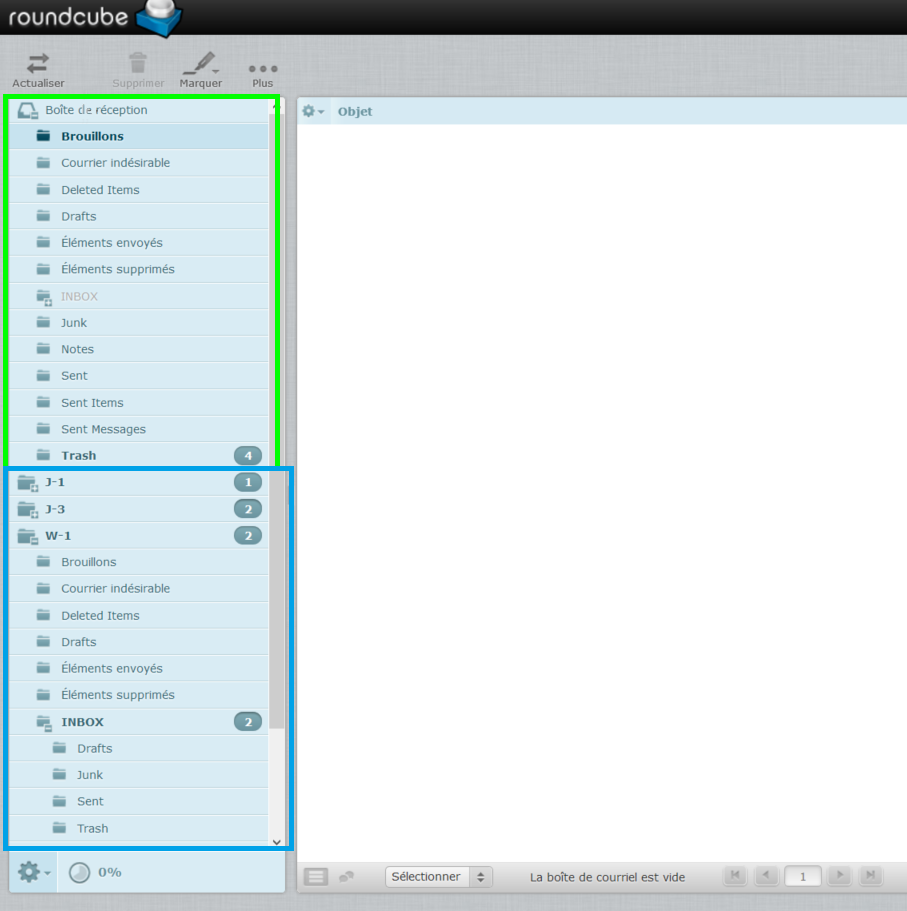 roundcube
Actualiser Supprimer Marquer Plus
Boîte de réception
Objet
Brouillons
Courrier indésirable
Deleted Items
Drafts
Éléments envoyés
Éléments supprimés
INBOX
Junk
Notes
Sent
Sent Items
Sent Messages
Trash 4
J-1 1
J-3 2
W-1 2
Brouillons
Courrier indésirable
Deleted Items
Drafts
Éléments envoyés
Éléments supprimés
INBOX 2
Drafts
Junk
Sent
Trash
0%
Sélectionner
La boîte de courriel est vide
1